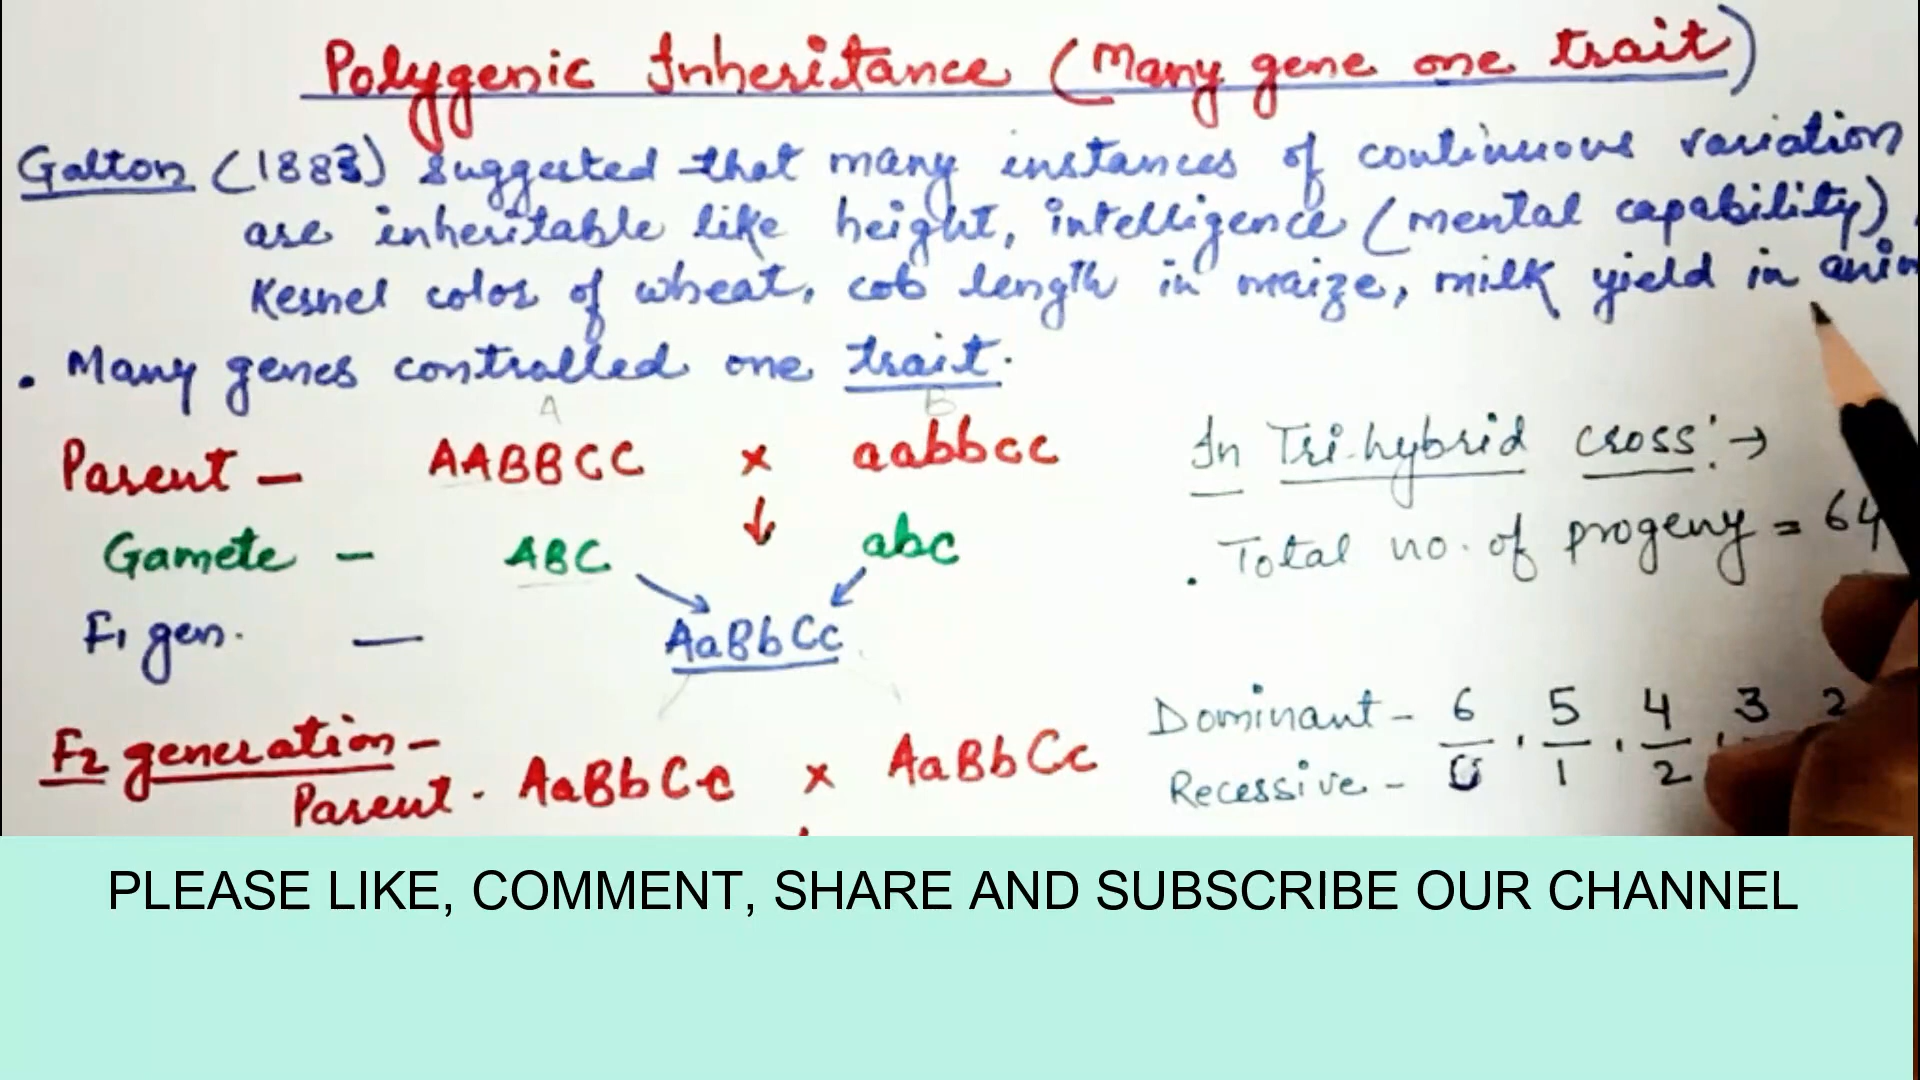 Polygenic Inheritance (Many gene one trait)
Galton (1883) suggested that many instances of continuous variation
are inheritable like height, intelligence (mental capability),
Kernel color of wheat, cob length in maize, milk yield in anim
. Many genes controlled one trait.
A B
Parent - AABBCC x aabbcc
Gamete - ABC abc
F1 gen. - AaBbCc
F2 generation -
Parent. AaBbCc x AaBbCc
In Tri-hybrid cross:→
. Total no. of progeny = 64
Dominant - 6 , 5 , 4 , 3 2
Recessive - 0 1 2
PLEASE LIKE, COMMENT, SHARE AND SUBSCRIBE OUR CHANNEL